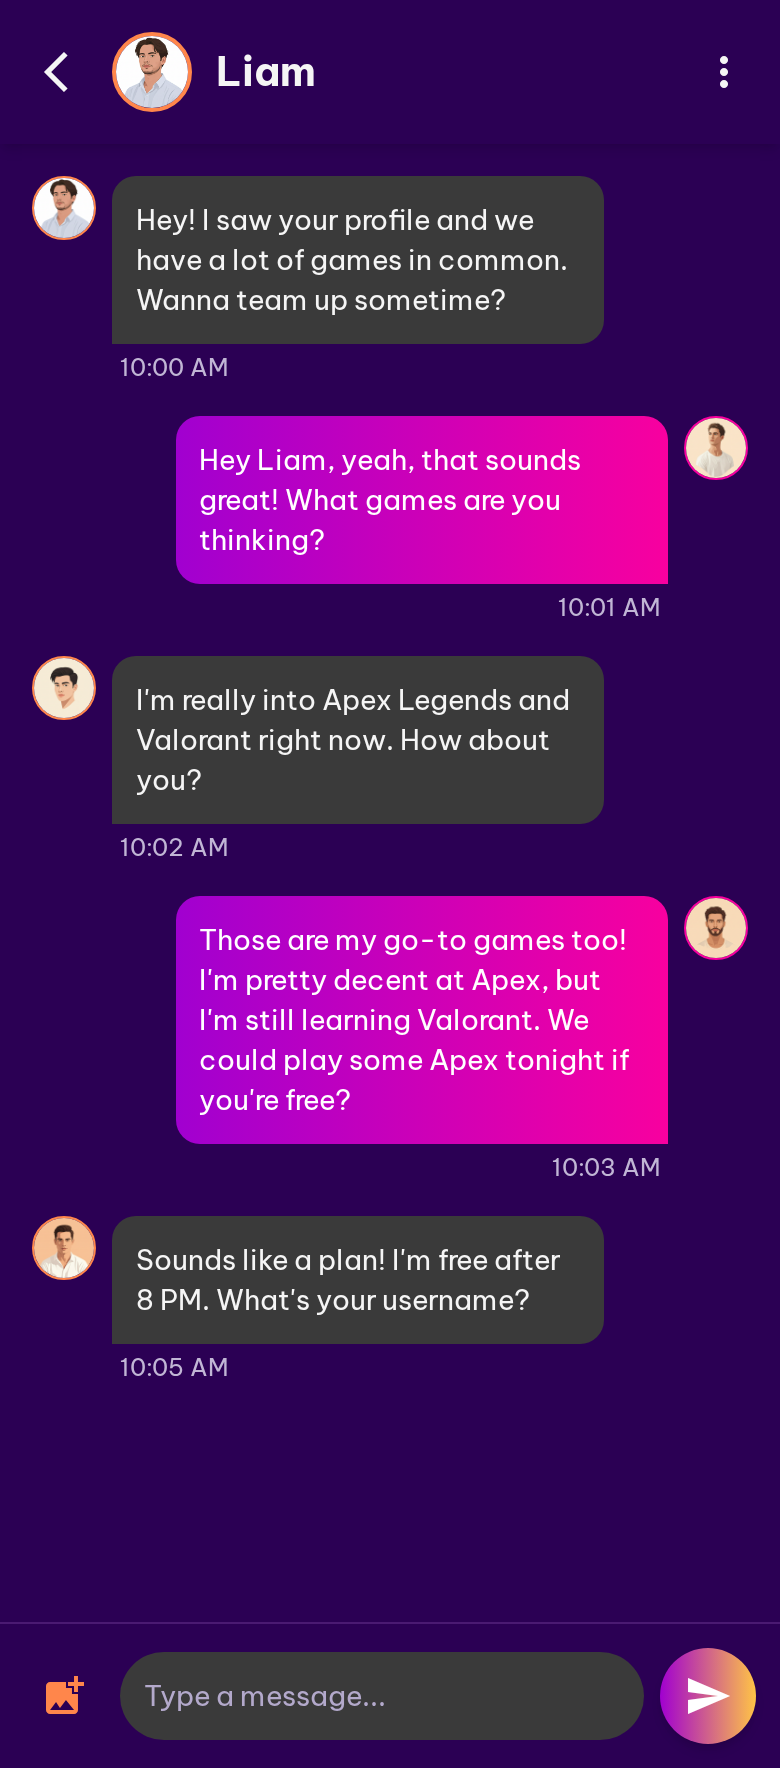 Liam
Hey! I saw your profile and we
have a lot of games in common.
Wanna team up sometime?
10:00 AM
Hey Liam, yeah, that sounds
great! What games are you
thinking?
10:01 AM
I'm really into Apex Legends and
Valorant right now. How about
you?
10:02 AM
Those are my go-to games too!
I'm pretty decent at Apex, but
I'm still learning Valorant. We
could play some Apex tonight if
you're free?
10:03 AM
Sounds like a plan! I'm free after
8 PM. What's your username?
10:05 AM
Type a message...